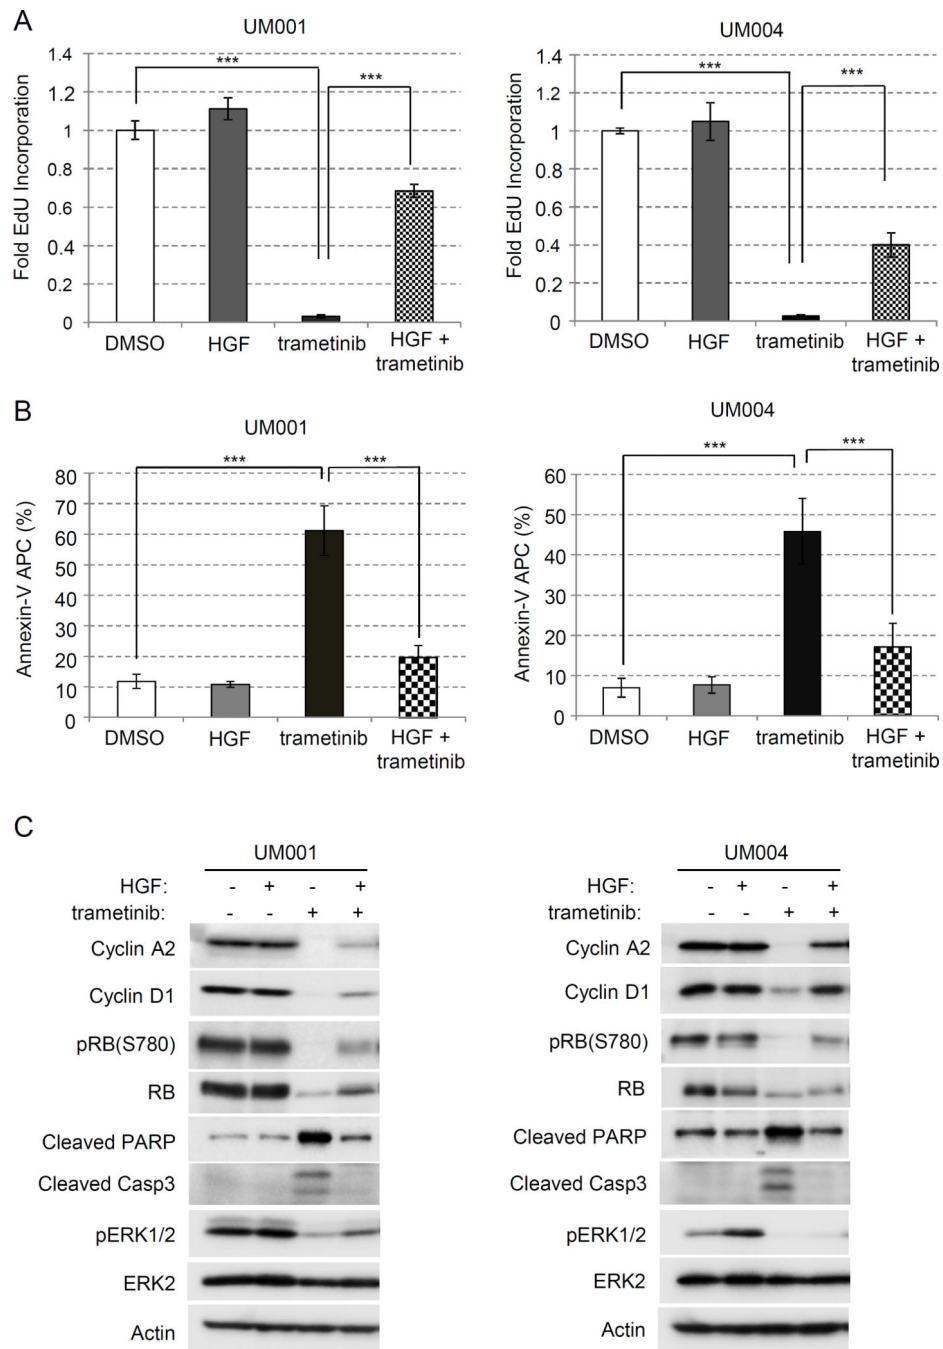 A
UM001
Fold EdU Incorporation
1.4
1.2
1
0.8
0.6
0.4
0.2
0
***
***
DMSO
HGF
trametinib
HGF +
trametinib
UM004
Fold EdU Incorporation
1.4
1.2
1
0.8
0.6
0.4
0.2
0
***
***
DMSO
HGF
trametinib
HGF +
trametinib
B
UM001
Annexin-V APC (%)
80
70
60
50
40
30
20
10
0
***
***
DMSO
HGF
trametinib
HGF +
trametinib
UM004
Annexin-V APC (%)
60
50
40
30
20
10
0
***
***
DMSO
HGF
trametinib
HGF +
trametinib
C
UM001
HGF: - + - +
trametinib: - - + +
Cyclin A2
Cyclin D1
pRB(S780)
RB
Cleaved PARP
Cleaved Casp3
pERK1/2
ERK2
Actin
UM004
HGF: - + - +
trametinib: - - + +
Cyclin A2
Cyclin D1
pRB(S780)
RB
Cleaved PARP
Cleaved Casp3
pERK1/2
ERK2
Actin